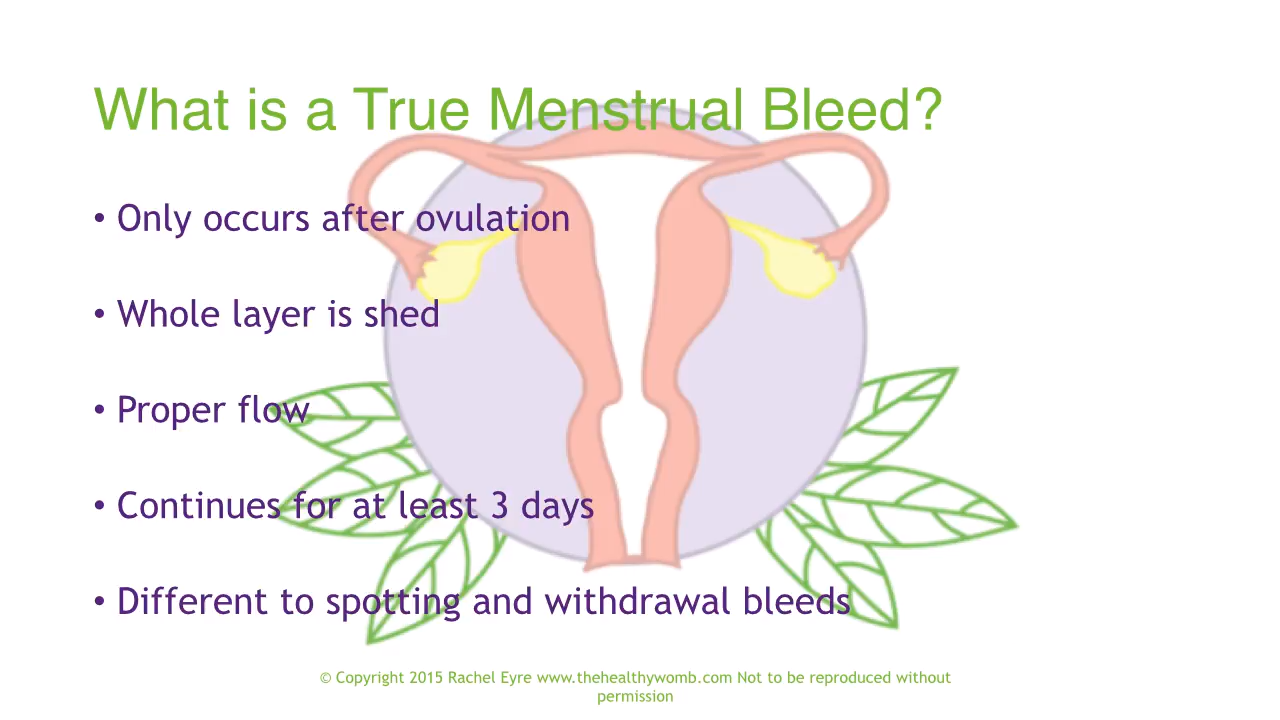 What is a True Menstrual Bleed?
• Only occurs after ovulation
• Whole layer is shed
• Proper flow
• Continues for at least 3 days
• Different to spotting and withdrawal bleeds
© Copyright 2015 Rachel Eyre www.thehealthywomb.com Not to be reproduced without
permission